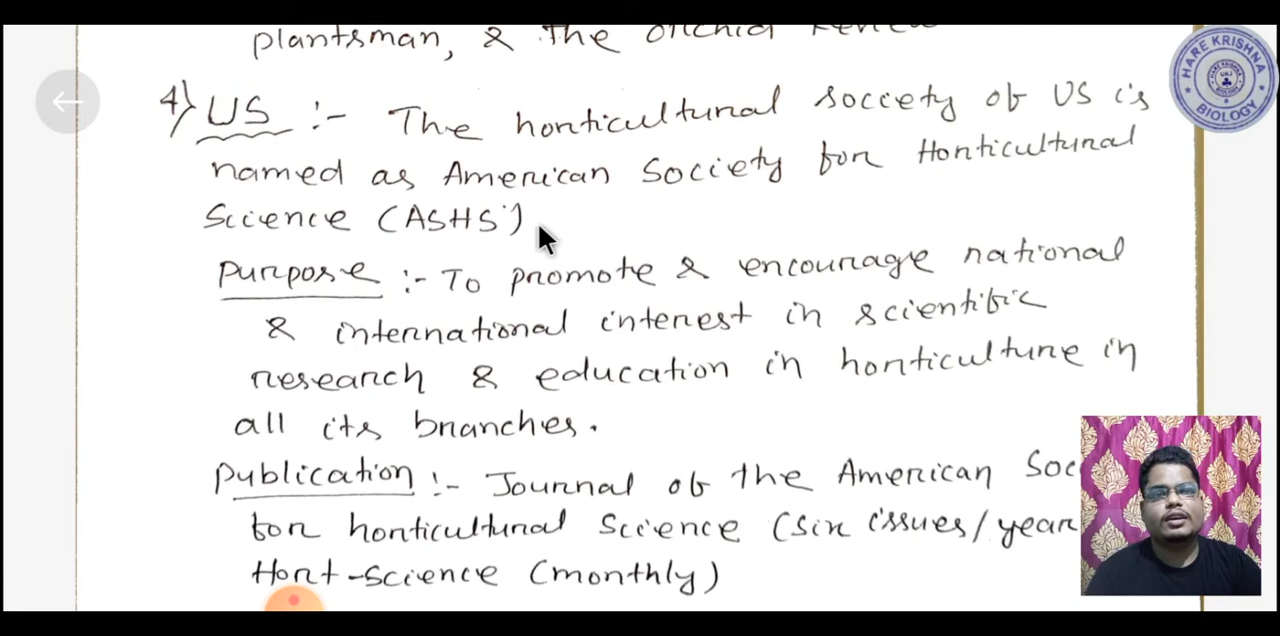 plantsman, & The Orchid Review
4) US :- The horticultural society of US is
named as American Society for Horticultural
Science (ASHS)
Purpose :- To promote & encourage national
& international interest in scientific
research & education in horticulture in
all its branches.
Publication :- Journal of the American Soc
for horticultural Science (six issues/year
Hort-Science (monthly)
HARE KRISHNA
BIOLOGY